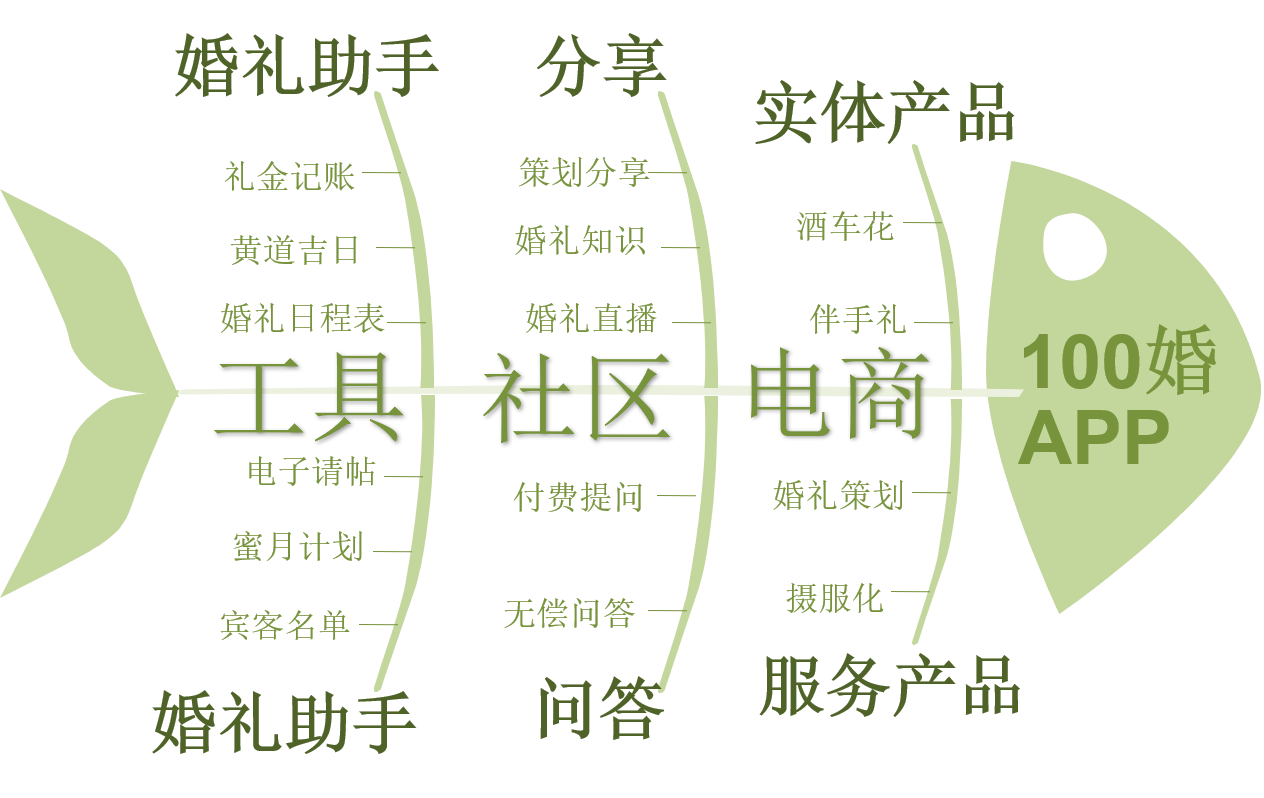 婚礼助手
分享
实体产品
礼金记账
策划分享
酒车花
黄道吉日
婚礼知识
婚礼日程表
婚礼直播
伴手礼
工具
社区
电商
100婚
APP
电子请帖
付费提问
婚礼策划
蜜月计划
宾客名单
无偿问答
摄服化
婚礼助手
问答
服务产品